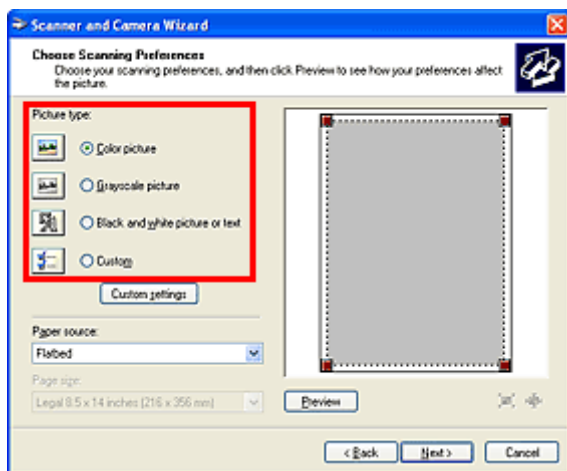 Scanner and Camera Wizard
Choose Scanning Preferences
Choose your scanning preferences, and then click Preview to see how your preferences affect
the picture.
Picture type:
Color picture
Grayscale picture
Black and white picture or text
Custom
Custom settings
Paper source:
Flatbed
Page size:
Legal 8.5 x 14 inches (216 x 356 mm)
Preview
< Back
Next >
Cancel